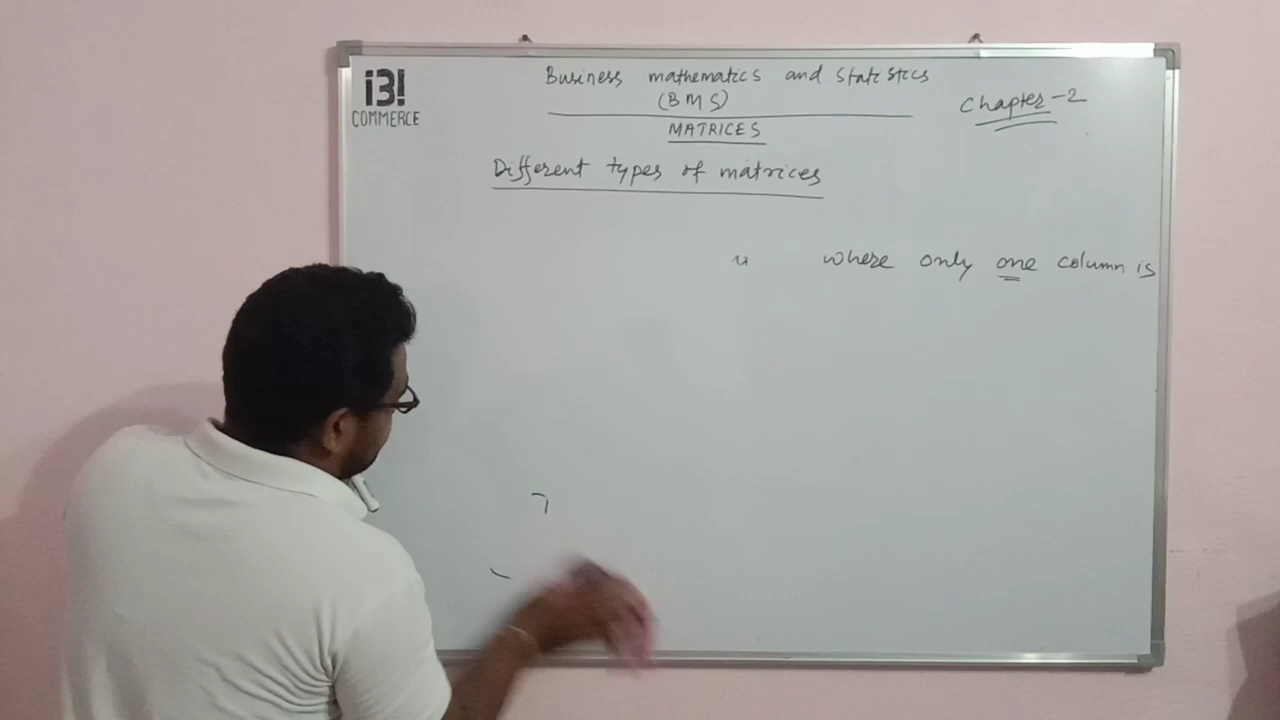 i3!
COMMERCE
Business mathematics and statistics
(BMS)
Chapter-2
MATRICES
Different types of matrices
where only one column is